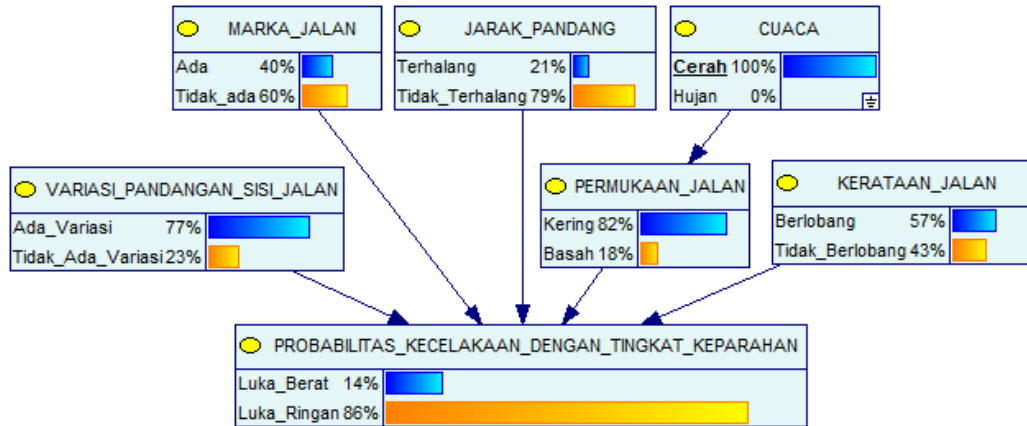 MARKA_JALAN
Ada 40%
Tidak_ada 60%
JARAK_PANDANG
Terhalang 21%
Tidak_Terhalang 79%
CUACA
Cerah 100%
Hujan 0%
VARIASI_PANDANGAN_SISI_JALAN
Ada_Variasi 77%
Tidak_Ada_Variasi 23%
PERMUKAAN_JALAN
Kering 82%
Basah 18%
KERATAAN_JALAN
Berlobang 57%
Tidak_Berlobang 43%
PROBABILITAS_KECELAKAAN_DENGAN_TINGKAT_KEPARAHAN
Luka_Berat 14%
Luka_Ringan 86%